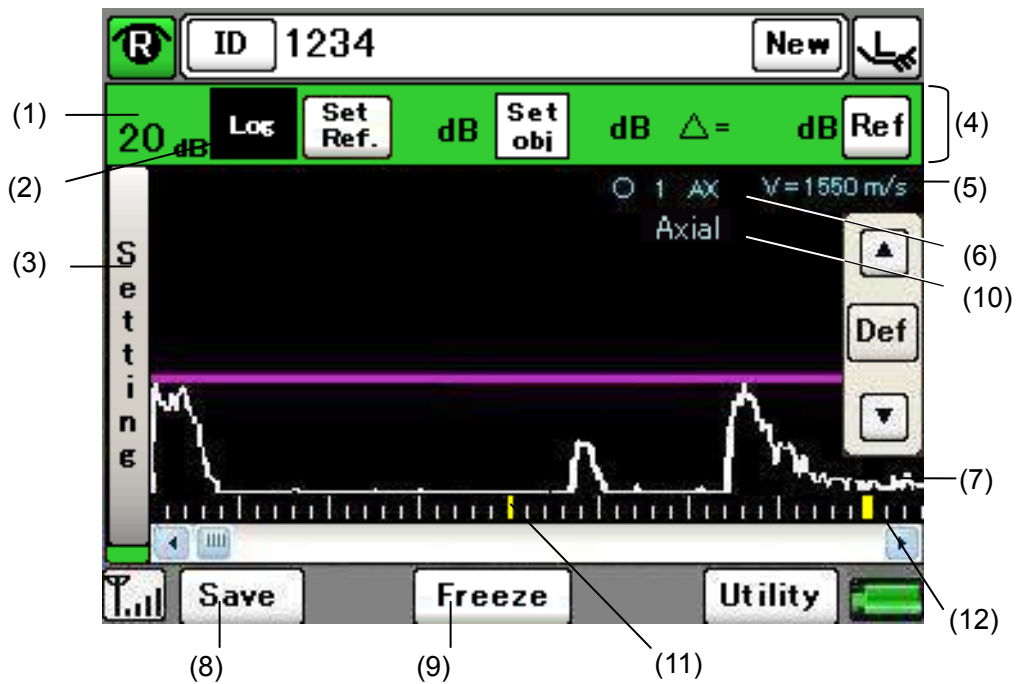 R ID 1234 New
(1) 20 dB Log Set Ref. dB Set obj dB △= dB Ref (4)
(2)
○ 1 AX V=1550 m/s (5)
Axial
(3) Setting
(6)
(10)
▲
Def
▼
(7)
Save Freeze Utility
(12)
(8) (9) (11)